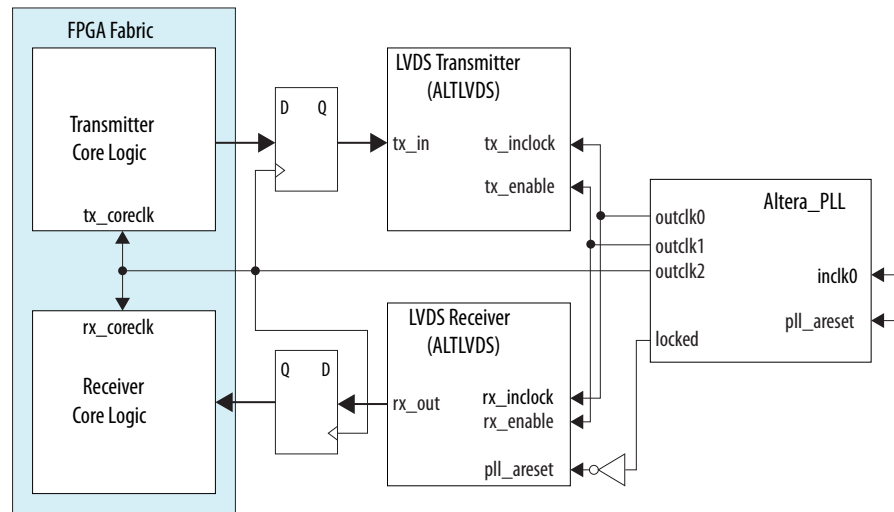 FPGA Fabric
Transmitter
Core Logic
tx_coreclk
D Q
LVDS Transmitter
(ALTLVDS)
tx_in
tx_inclock
tx_enable
Altera_PLL
outclk0
outclk1
outclk2
inclk0
pll_areset
locked
rx_coreclk
Receiver
Core Logic
Q D
LVDS Receiver
(ALTLVDS)
rx_out
rx_inclock
rx_enable
pll_areset